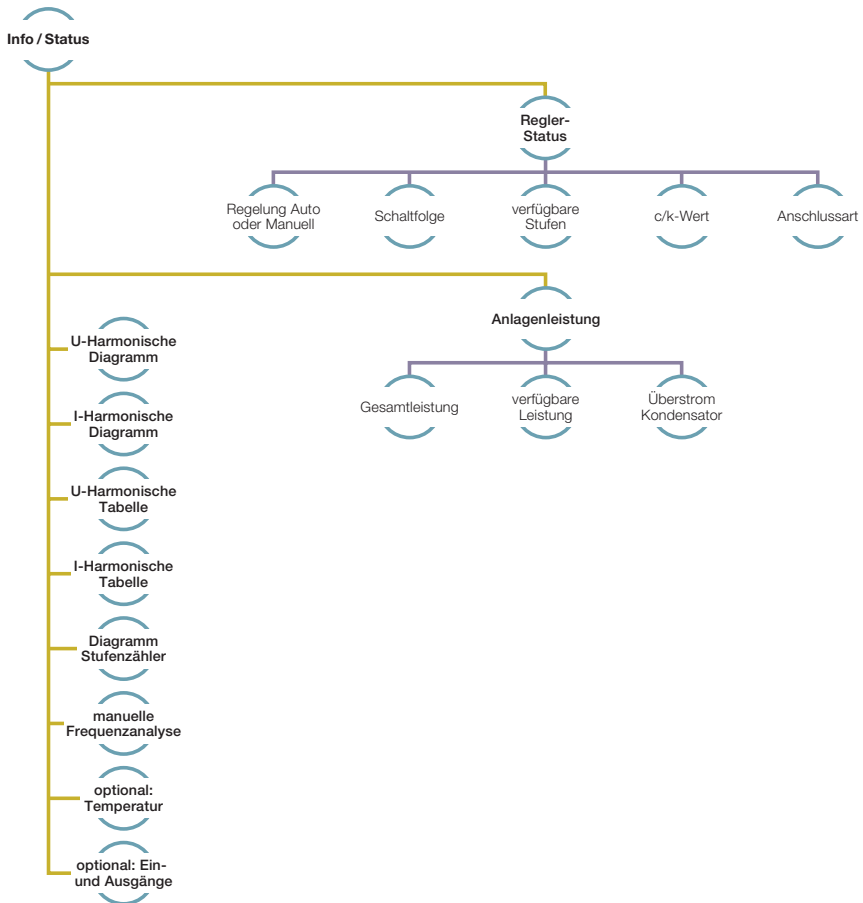 Info / Status
Regler-
Status
Regelung Auto
oder Manuell
Schaltfolge
verfügbare
Stufen
c/k-Wert
Anschlussart
Anlagenleistung
Gesamtleistung
verfügbare
Leistung
Überstrom
Kondensator
U-Harmonische
Diagramm
I-Harmonische
Diagramm
U-Harmonische
Tabelle
I-Harmonische
Tabelle
Diagramm
Stufenzähler
manuelle
Frequenzanalyse
optional:
Temperatur
optional: Ein-
und Ausgänge